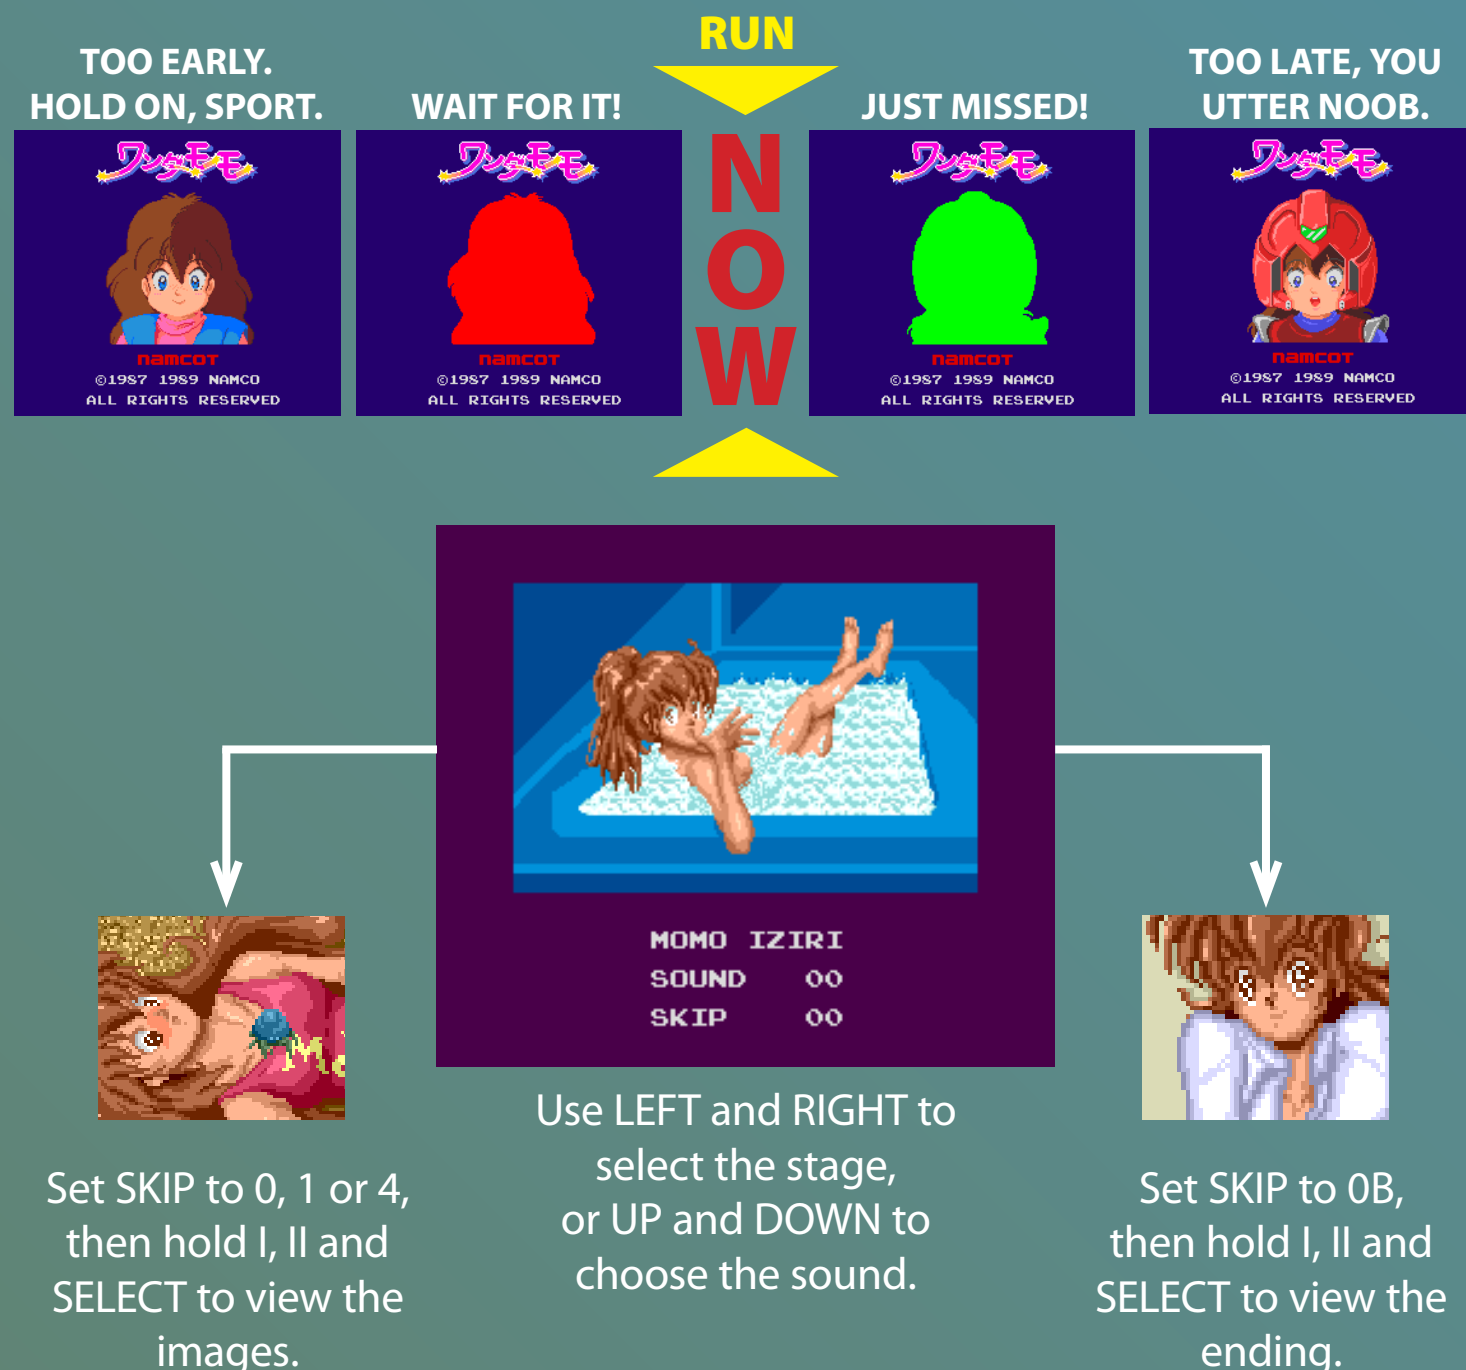 RUN
TOO EARLY.
HOLD ON, SPORT.
WAIT FOR IT!
NOW
JUST MISSED!
TOO LATE, YOU
UTTER NOOB.
ワンダーモモ
namcot
©1987 1989 NAMCO
ALL RIGHTS RESERVED
ワンダーモモ
namcot
©1987 1989 NAMCO
ALL RIGHTS RESERVED
ワンダーモモ
namcot
©1987 1989 NAMCO
ALL RIGHTS RESERVED
ワンダーモモ
namcot
©1987 1989 NAMCO
ALL RIGHTS RESERVED
MOMO IZIRI
SOUND 00
SKIP 00
Mo
Set SKIP to 0, 1 or 4,
then hold I, II and
SELECT to view the
images.
Use LEFT and RIGHT to
select the stage,
or UP and DOWN to
choose the sound.
Set SKIP to 0B,
then hold I, II and
SELECT to view the
ending.